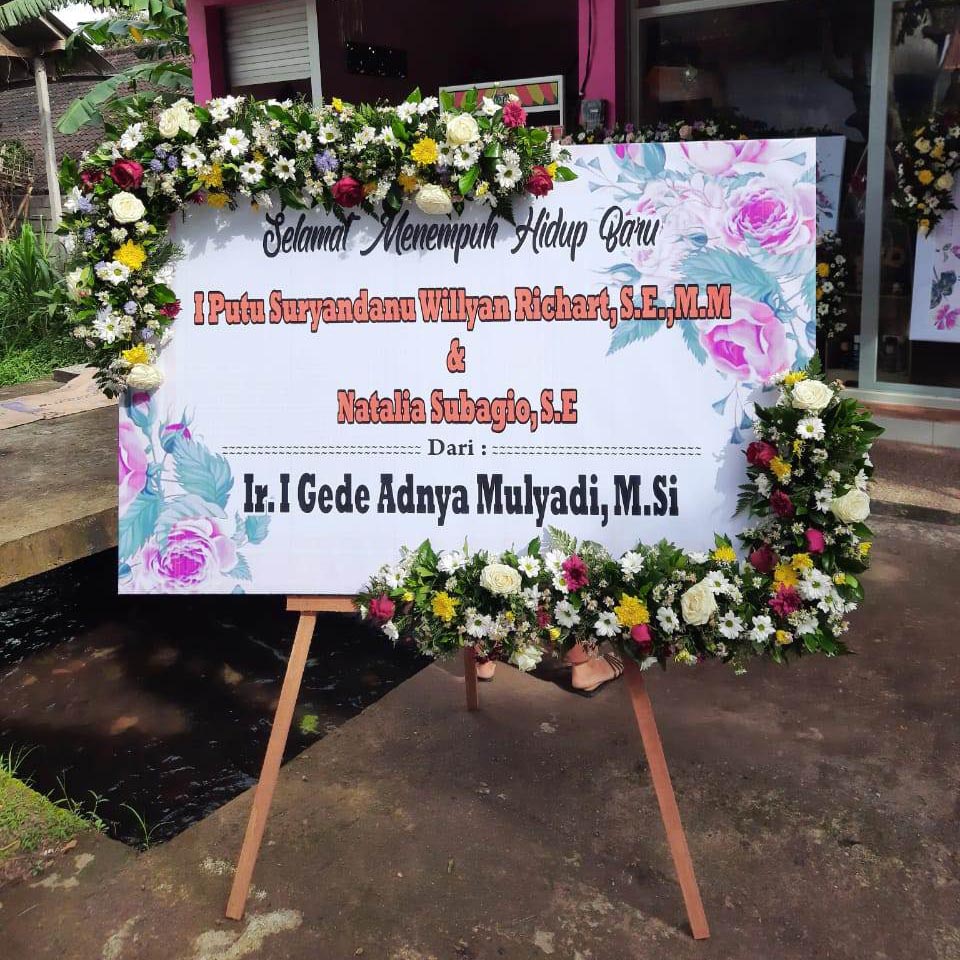 Selamat Menempuh Hidup Baru
I Putu Suryandanu Willyan Richart, S.E.,M.M
&
Natalia Subagio, S.E
Dari :
Ir. I Gede Adnya Mulyadi, M.Si